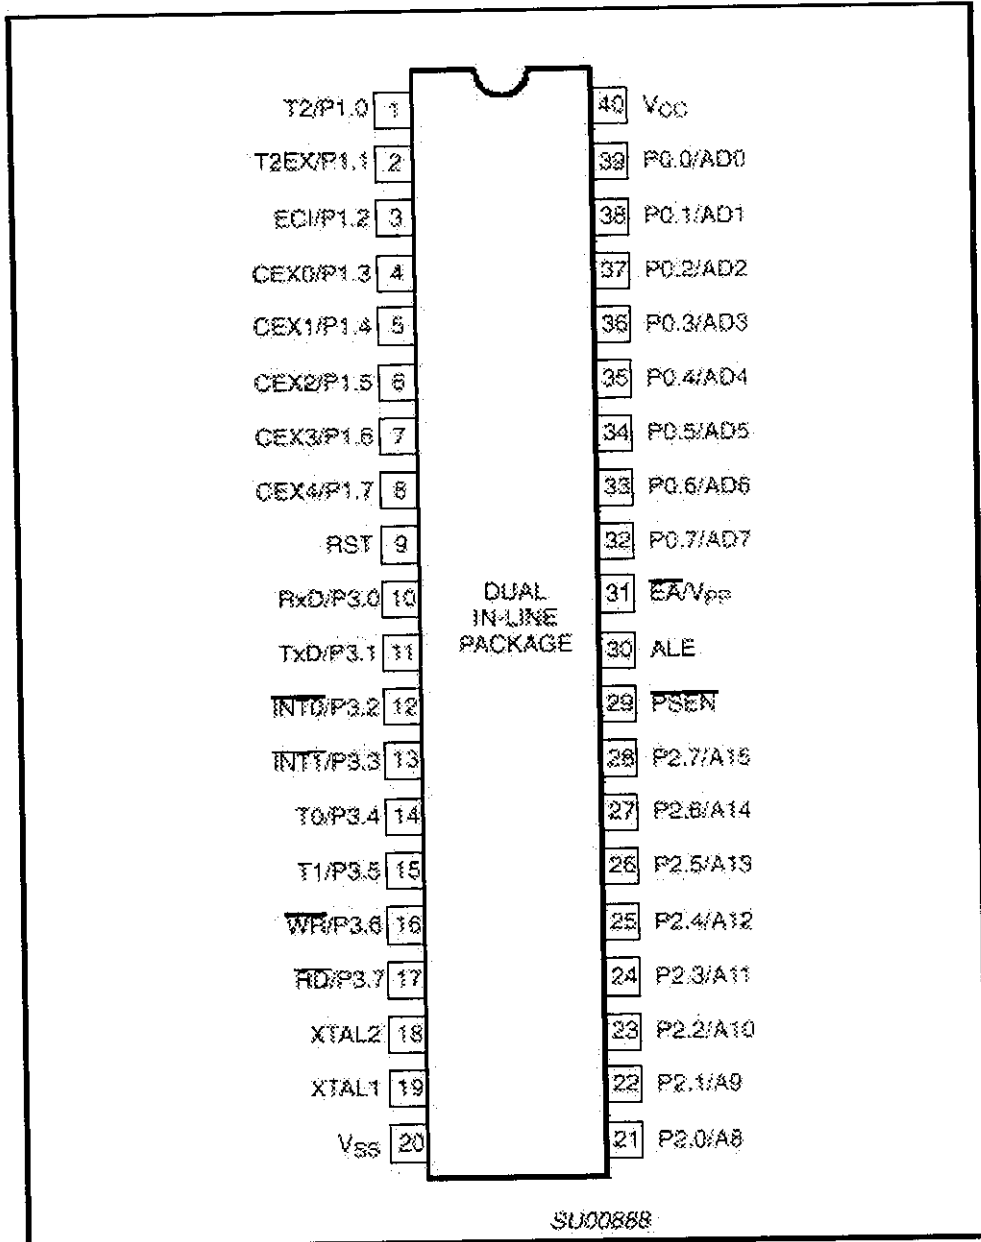 T2/P1.0 1
T2EX/P1.1 2
ECI/P1.2 3
CEX0/P1.3 4
CEX1/P1.4 5
CEX2/P1.5 6
CEX3/P1.6 7
CEX4/P1.7 8
RST 9
RxD/P3.0 10
TxD/P3.1 11
INT0/P3.2 12
INT1/P3.3 13
T0/P3.4 14
T1/P3.5 15
WR/P3.6 16
RD/P3.7 17
XTAL2 18
XTAL1 19
VSS 20
DUAL
IN-LINE
PACKAGE
40 VCC
39 P0.0/AD0
38 P0.1/AD1
37 P0.2/AD2
36 P0.3/AD3
35 P0.4/AD4
34 P0.5/AD5
33 P0.6/AD6
32 P0.7/AD7
31 EA/VPP
30 ALE
29 PSEN
28 P2.7/A15
27 P2.6/A14
26 P2.5/A13
25 P2.4/A12
24 P2.3/A11
23 P2.2/A10
22 P2.1/A9
21 P2.0/A8
SU00888